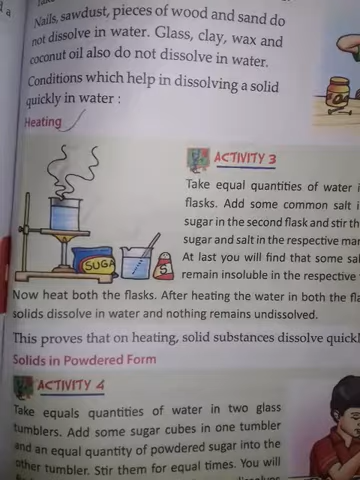 Nails, sawdust, pieces of wood and sand do
not dissolve in water. Glass, clay, wax and
coconut oil also do not dissolve in water.
Conditions which help in dissolving a solid
quickly in water :
Heating
ACTIVITY 3
Take equal quantities of water
flasks. Add some common salt
sugar in the second flask and stir
sugar and salt in the respective
At last you will find that some
remain insoluble in the respective
SUGAR
S
Now heat both the flasks. After heating the water in both the
solids dissolve in water and nothing remains undissolved.
This proves that on heating, solid substances dissolve
Solids in Powdered Form
ACTIVITY 4
Take equals quantities of water in two glass
tumblers. Add some sugar cubes in one tumbler
and an equal quantity of powdered sugar into the
other tumbler. Stir them for equal times. You will